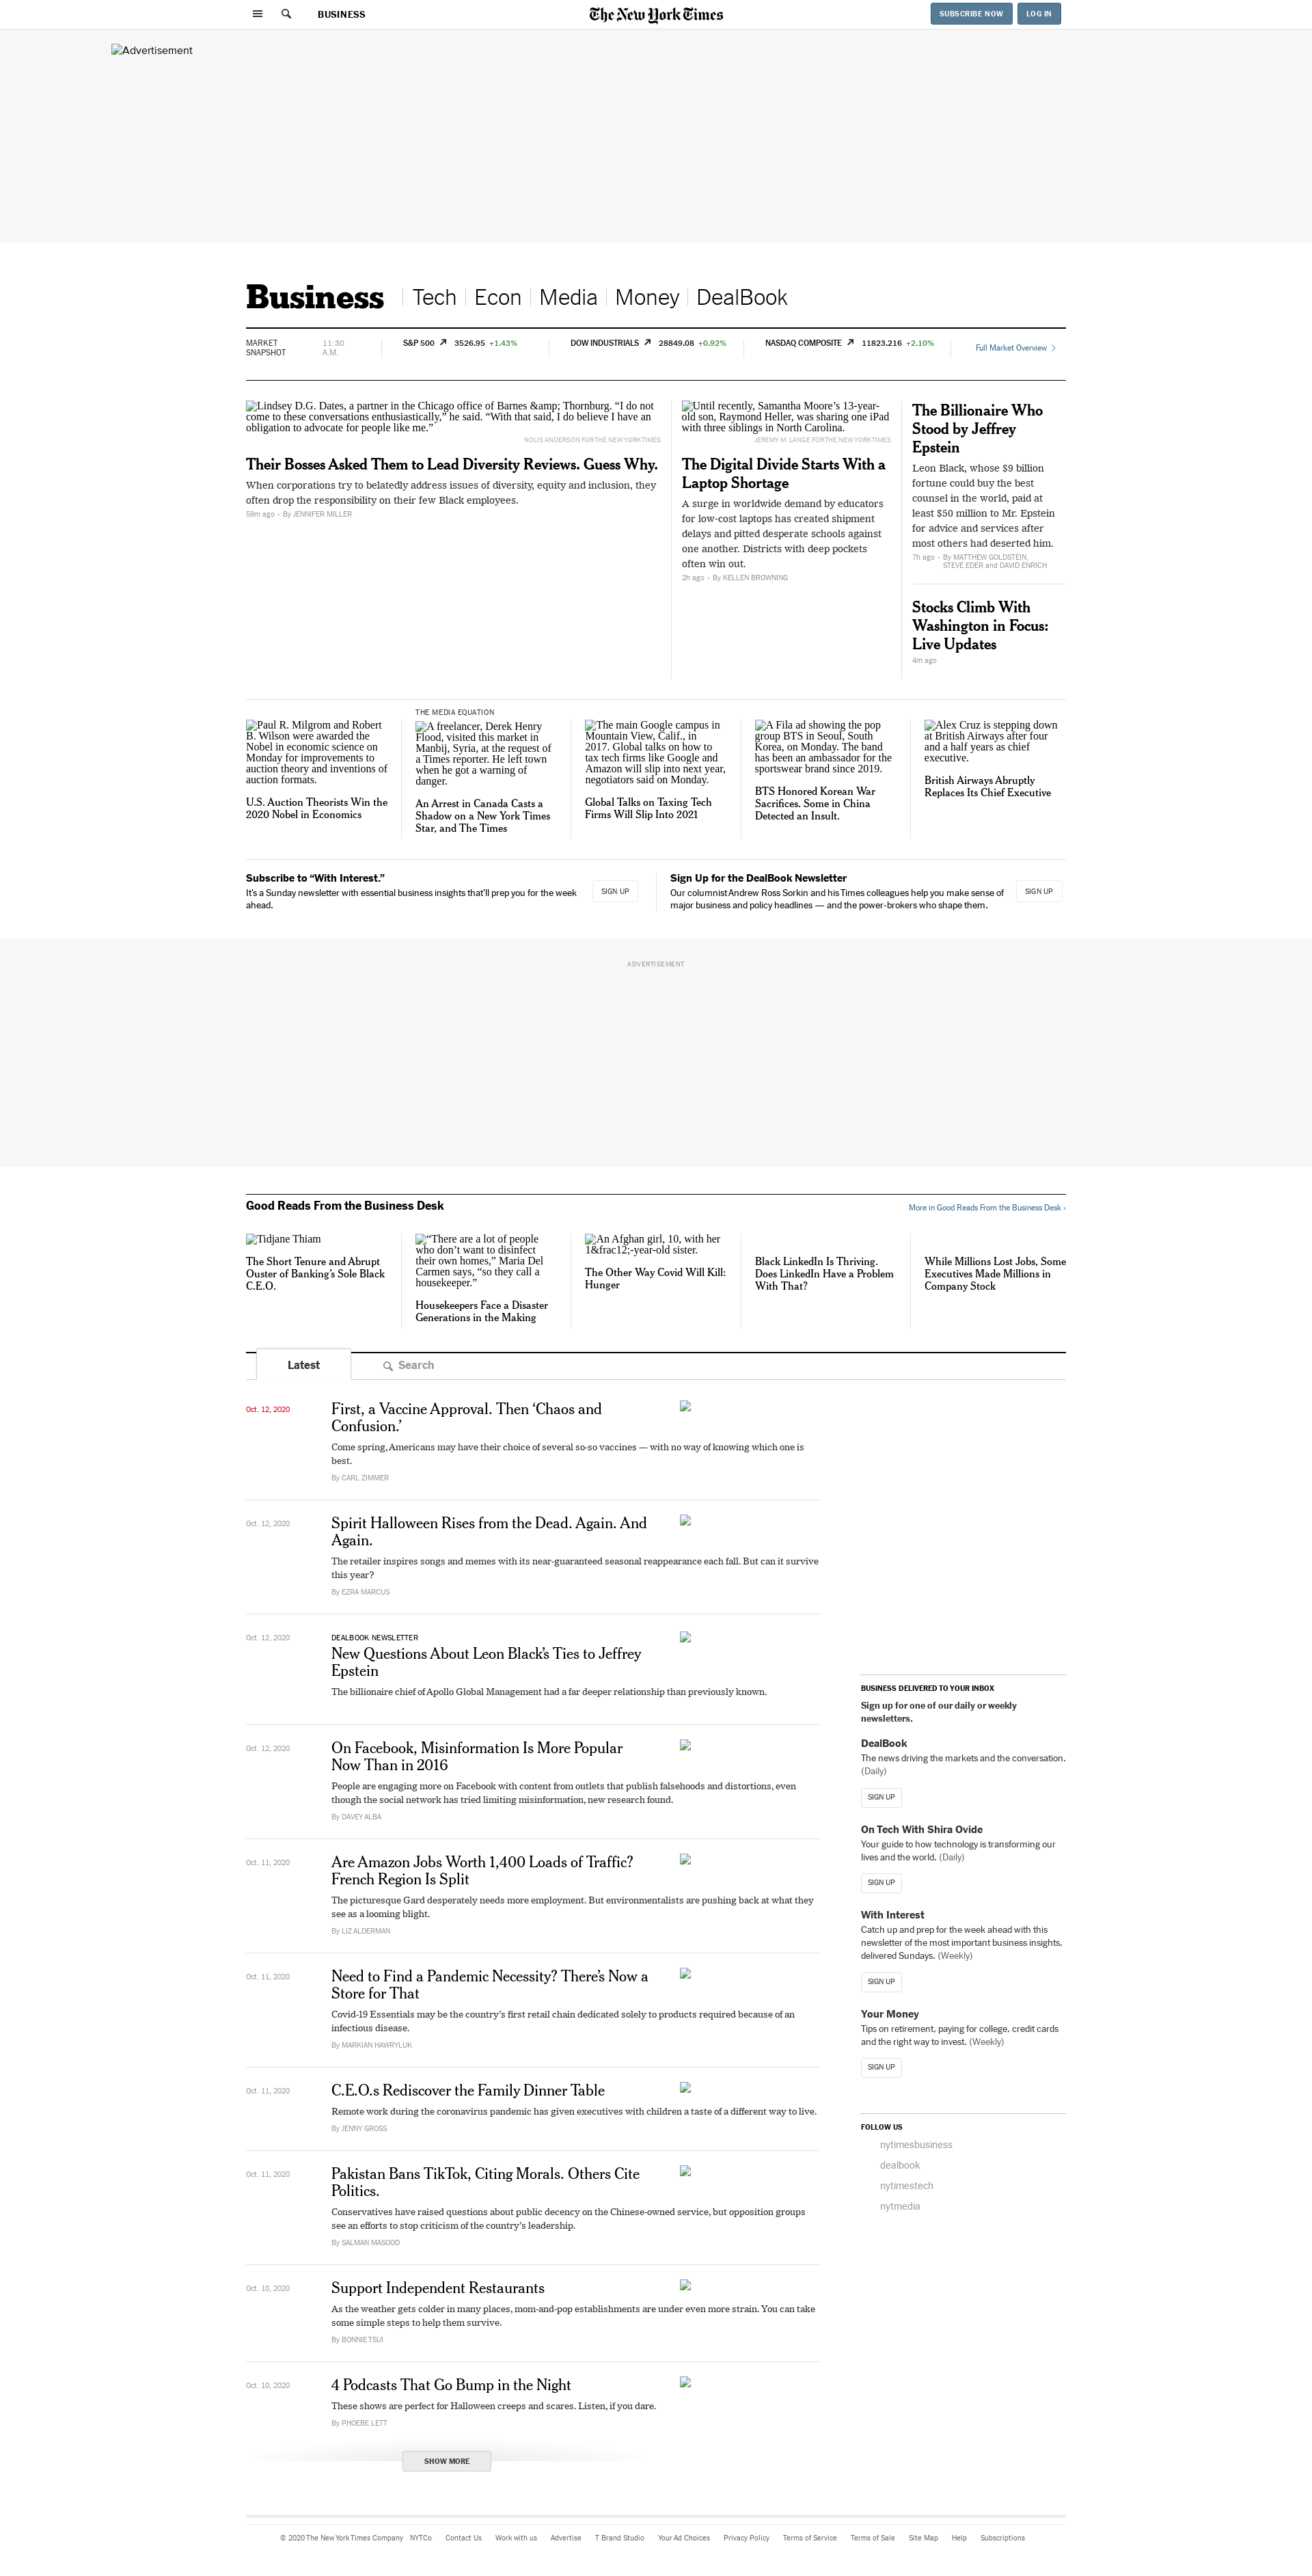 BUSINESS
The New York Times
SUBSCRIBE NOW
LOG IN
Advertisement
Business
Tech
Econ
Media
Money
DealBook
MARKET
SNAPSHOT
11:30
A.M.
S&P 500 3526.95 +1.43%
DOW INDUSTRIALS 28849.08 +0.92%
NASDAQ COMPOSITE 11823.216 +2.10%
Full Market Overview
Lindsey D.G. Dates, a partner in the Chicago office of Barnes &amp; Thornburg. “I do not
come to these conversations enthusiastically,” he said. “With that said, I do believe I have an
obligation to advocate for people like me.”
NOLIS ANDERSON FOR THE NEW YORK TIMES
Their Bosses Asked Them to Lead Diversity Reviews. Guess Why.
When corporations try to belatedly address issues of diversity, equity and inclusion, they
often drop the responsibility on their few Black employees.
59m ago • By JENNIFER MILLER
Until recently, Samantha Moore’s 13-year-
old son, Raymond Heller, was sharing one iPad
with three siblings in North Carolina.
JEREMY M. LANGE FOR THE NEW YORK TIMES
The Digital Divide Starts With a
Laptop Shortage
A surge in worldwide demand by educators
for low-cost laptops has created shipment
delays and pitted desperate schools against
one another. Districts with deep pockets
often win out.
2h ago • By KELLEN BROWNING
The Billionaire Who
Stood by Jeffrey
Epstein
Leon Black, whose $9 billion
fortune could buy the best
counsel in the world, paid at
least $50 million to Mr. Epstein
for advice and services after
most others had deserted him.
7h ago • By MATTHEW GOLDSTEIN,
STEVE EDER and DAVID ENRICH
Stocks Climb With
Washington in Focus:
Live Updates
4m ago
Paul R. Milgrom and Robert
B. Wilson were awarded the
Nobel in economic science on
Monday for improvements to
auction theory and inventions of
auction formats.
U.S. Auction Theorists Win the
2020 Nobel in Economics
THE MEDIA EQUATION
A freelancer, Derek Henry
Flood, visited this market in
Manbij, Syria, at the request of
a Times reporter. He left town
when he got a warning of
danger.
An Arrest in Canada Casts a
Shadow on a New York Times
Star, and The Times
The main Google campus in
Mountain View, Calif., in
2017. Global talks on how to
tax tech firms like Google and
Amazon will slip into next year,
negotiators said on Monday.
Global Talks on Taxing Tech
Firms Will Slip Into 2021
A Fila ad showing the pop
group BTS in Seoul, South
Korea, on Monday. The band
has been an ambassador for the
sportswear brand since 2019.
BTS Honored Korean War
Sacrifices. Some in China
Detected an Insult.
Alex Cruz is stepping down
at British Airways after four
and a half years as chief
executive.
British Airways Abruptly
Replaces Its Chief Executive
Subscribe to “With Interest.”
It’s a Sunday newsletter with essential business insights that’ll prep you for the week
ahead.
SIGN UP
Sign Up for the DealBook Newsletter
Our columnist Andrew Ross Sorkin and his Times colleagues help you make sense of
major business and policy headlines — and the power-brokers who shape them.
SIGN UP
ADVERTISEMENT
Good Reads From the Business Desk
More in Good Reads From the Business Desk ›
Tidjane Thiam
The Short Tenure and Abrupt
Ouster of Banking’s Sole Black
C.E.O.
“There are a lot of people
who don’t want to disinfect
their own homes,” Maria Del
Carmen says, “so they call a
housekeeper.”
Housekeepers Face a Disaster
Generations in the Making
An Afghan girl, 10, with her
1&frac12;-year-old sister.
The Other Way Covid Will Kill:
Hunger
Black LinkedIn Is Thriving.
Does LinkedIn Have a Problem
With That?
While Millions Lost Jobs, Some
Executives Made Millions in
Company Stock
Latest
Search
Oct. 12, 2020
First, a Vaccine Approval. Then ‘Chaos and
Confusion.’
Come spring, Americans may have their choice of several so-so vaccines — with no way of knowing which one is
best.
By CARL ZIMMER
Oct. 12, 2020
Spirit Halloween Rises from the Dead. Again. And
Again.
The retailer inspires songs and memes with its near-guaranteed seasonal reappearance each fall. But can it survive
this year?
By EZRA MARCUS
Oct. 12, 2020
DEALBOOK NEWSLETTER
New Questions About Leon Black’s Ties to Jeffrey
Epstein
The billionaire chief of Apollo Global Management had a far deeper relationship than previously known.
Oct. 12, 2020
On Facebook, Misinformation Is More Popular
Now Than in 2016
People are engaging more on Facebook with content from outlets that publish falsehoods and distortions, even
though the social network has tried limiting misinformation, new research found.
By DAVEY ALBA
Oct. 11, 2020
Are Amazon Jobs Worth 1,400 Loads of Traffic?
French Region Is Split
The picturesque Gard desperately needs more employment. But environmentalists are pushing back at what they
see as a looming blight.
By LIZ ALDERMAN
Oct. 11, 2020
Need to Find a Pandemic Necessity? There’s Now a
Store for That
Covid-19 Essentials may be the country’s first retail chain dedicated solely to products required because of an
infectious disease.
By MARKIAN HAWRYLUK
Oct. 11, 2020
C.E.O.s Rediscover the Family Dinner Table
Remote work during the coronavirus pandemic has given executives with children a taste of a different way to live.
By JENNY GROSS
Oct. 11, 2020
Pakistan Bans TikTok, Citing Morals. Others Cite
Politics.
Conservatives have raised questions about public decency on the Chinese-owned service, but opposition groups
see an efforts to stop criticism of the country’s leadership.
By SALMAN MASOOD
Oct. 10, 2020
Support Independent Restaurants
As the weather gets colder in many places, mom-and-pop establishments are under even more strain. You can take
some simple steps to help them survive.
By BONNIE TSUI
Oct. 10, 2020
4 Podcasts That Go Bump in the Night
These shows are perfect for Halloween creeps and scares. Listen, if you dare.
By PHOEBE LETT
SHOW MORE
BUSINESS DELIVERED TO YOUR INBOX
Sign up for one of our daily or weekly
newsletters.
DealBook
The news driving the markets and the conversation.
(Daily)
SIGN UP
On Tech With Shira Ovide
Your guide to how technology is transforming our
lives and the world. (Daily)
SIGN UP
With Interest
Catch up and prep for the week ahead with this
newsletter of the most important business insights,
delivered Sundays. (Weekly)
SIGN UP
Your Money
Tips on retirement, paying for college, credit cards
and the right way to invest. (Weekly)
SIGN UP
FOLLOW US
nytimesbusiness
dealbook
nytimestech
nytmedia
© 2020 The New York Times Company NYTCo Contact Us Work with us Advertise T Brand Studio Your Ad Choices Privacy Policy Terms of Service Terms of Sale Site Map Help Subscriptions